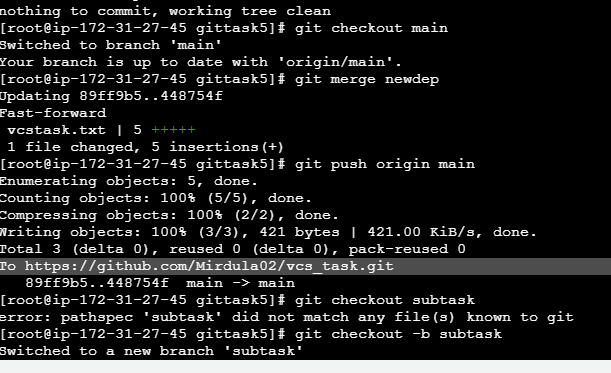 nothing to commit, working tree clean
[root@ip-172-31-27-45 gittask5]# git checkout main
Switched to branch 'main'
Your branch is up to date with 'origin/main'.
[root@ip-172-31-27-45 gittask5]# git merge newdep
Updating 89ff9b5..448754f
Fast-forward
 vcstask.txt | 5 +++++
 1 file changed, 5 insertions(+)
[root@ip-172-31-27-45 gittask5]# git push origin main
Enumerating objects: 5, done.
Counting objects: 100% (5/5), done.
Compressing objects: 100% (2/2), done.
Writing objects: 100% (3/3), 421 bytes | 421.00 KiB/s, done.
Total 3 (delta 0), reused 0 (delta 0), pack-reused 0
To https://github.com/Mirdula02/vcs_task.git
   89ff9b5..448754f  main -> main
[root@ip-172-31-27-45 gittask5]# git checkout subtask
error: pathspec 'subtask' did not match any file(s) known to git
[root@ip-172-31-27-45 gittask5]# git checkout -b subtask
Switched to a new branch 'subtask'